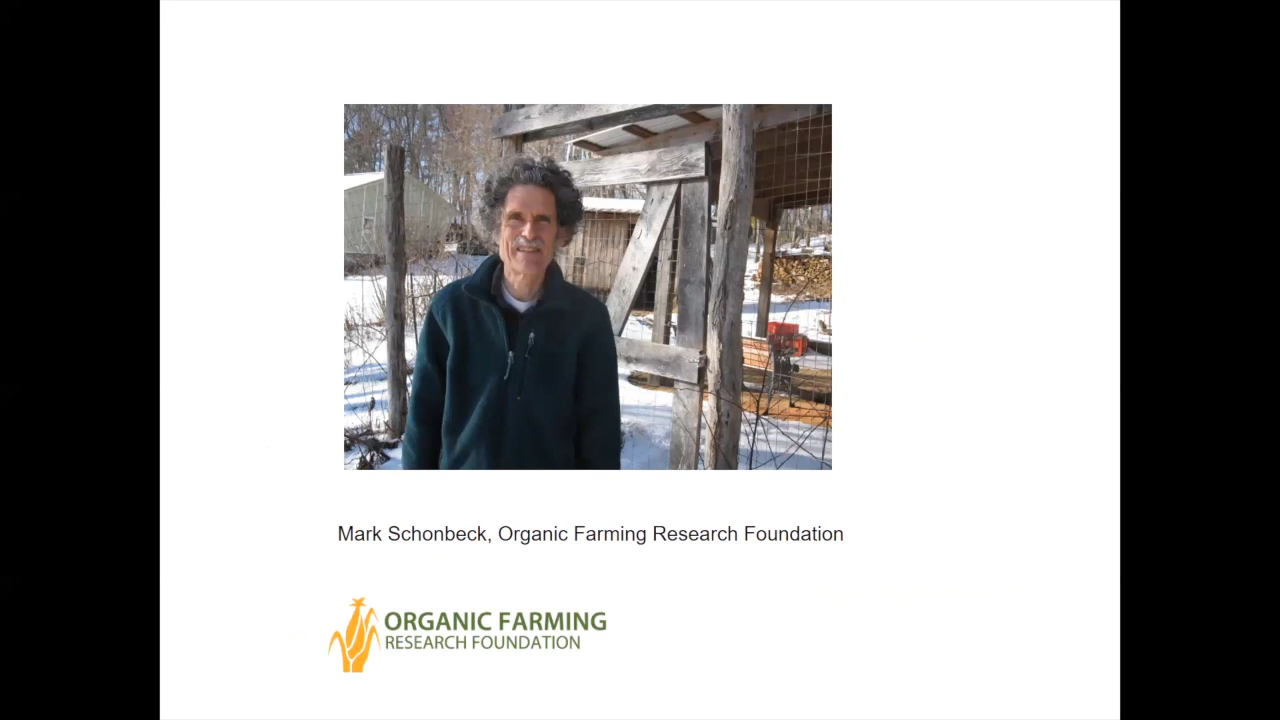 Mark Schonbeck, Organic Farming Research Foundation
ORGANIC FARMING
RESEARCH FOUNDATION